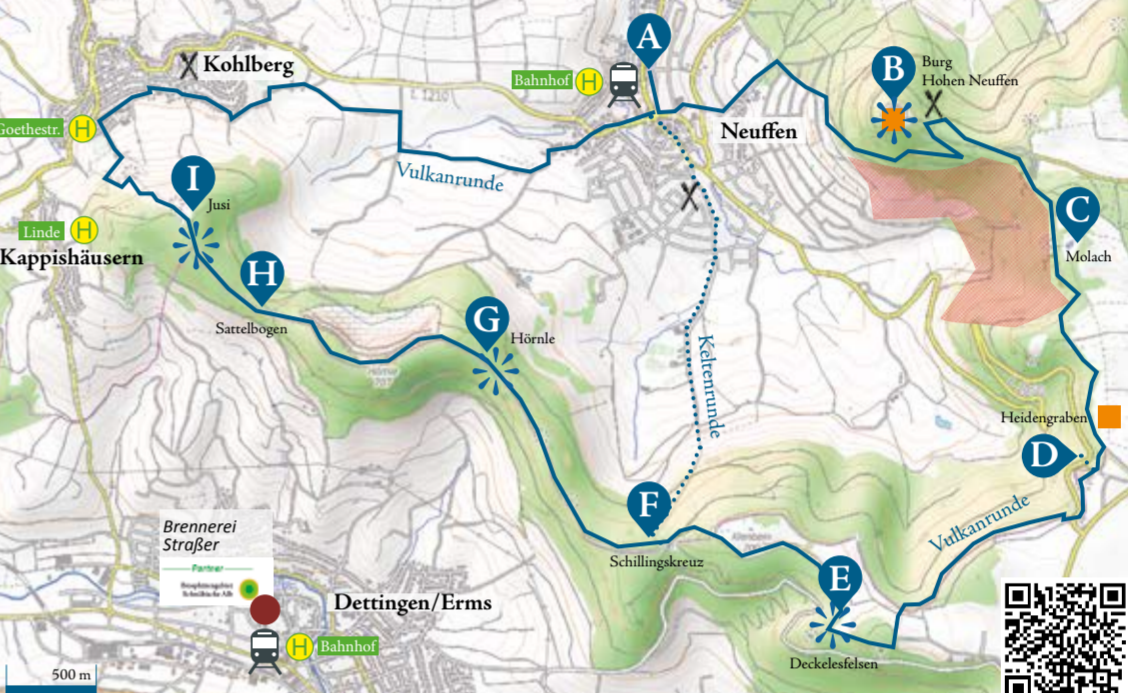 A
B
Burg
Hohen Neuffen
Kohlberg
Bahnhof
H
Goethestr.
H
t. 1210
Neuffen
Vulkanrunde
I
Jusi
C
Molach
Linde
H
Kappishäusern
H
Sattelbogen
G
Hörnle
Keltenrunde
Heidengraben
D
F
Schillingskreuz
Vulkanrunde
E
Deckelesfelsen
Brennerei
Straßer
Partner
Dettingen/Erms
H
Bahnhof
500 m